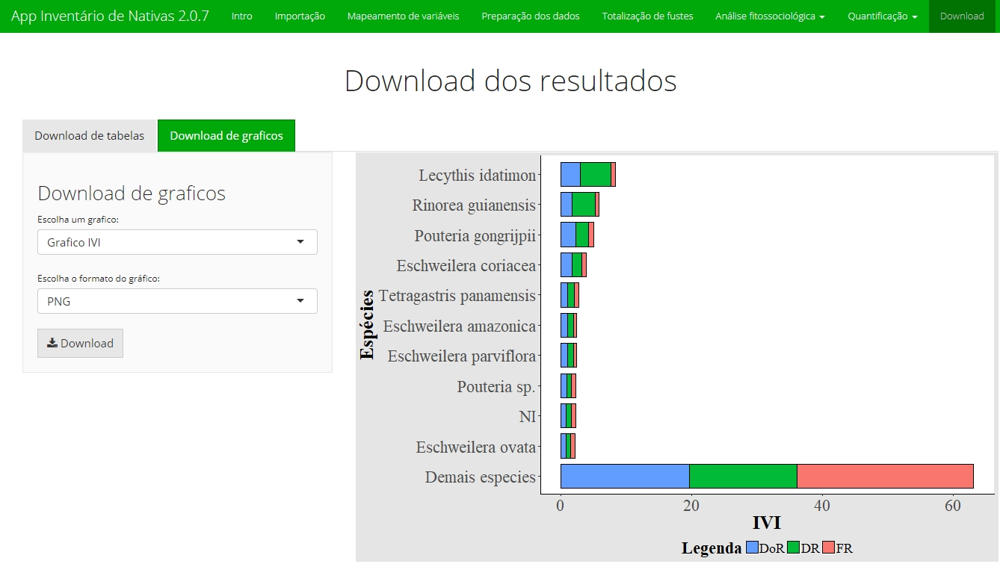 App Inventário de Nativas 2.0.7 Intro Importação Mapeamento de variáveis Preparação dos dados Totalização de fustes Análise fitossociológica Quantificação Download
Download dos resultados
Download de tabelas Download de graficos
Download de graficos
Escolha um grafico:
Grafico IVI
Escolha o formato do gráfico:
PNG
Download
Espécies
Lecythis idatimon
Rinorea guianensis
Pouteria gongrijpii
Eschweilera coriacea
Tetragastris panamensis
Eschweilera amazonica
Eschweilera parviflora
Pouteria sp.
NI
Eschweilera ovata
Demais especies
0 20 40 60
IVI
Legenda DoR DR FR